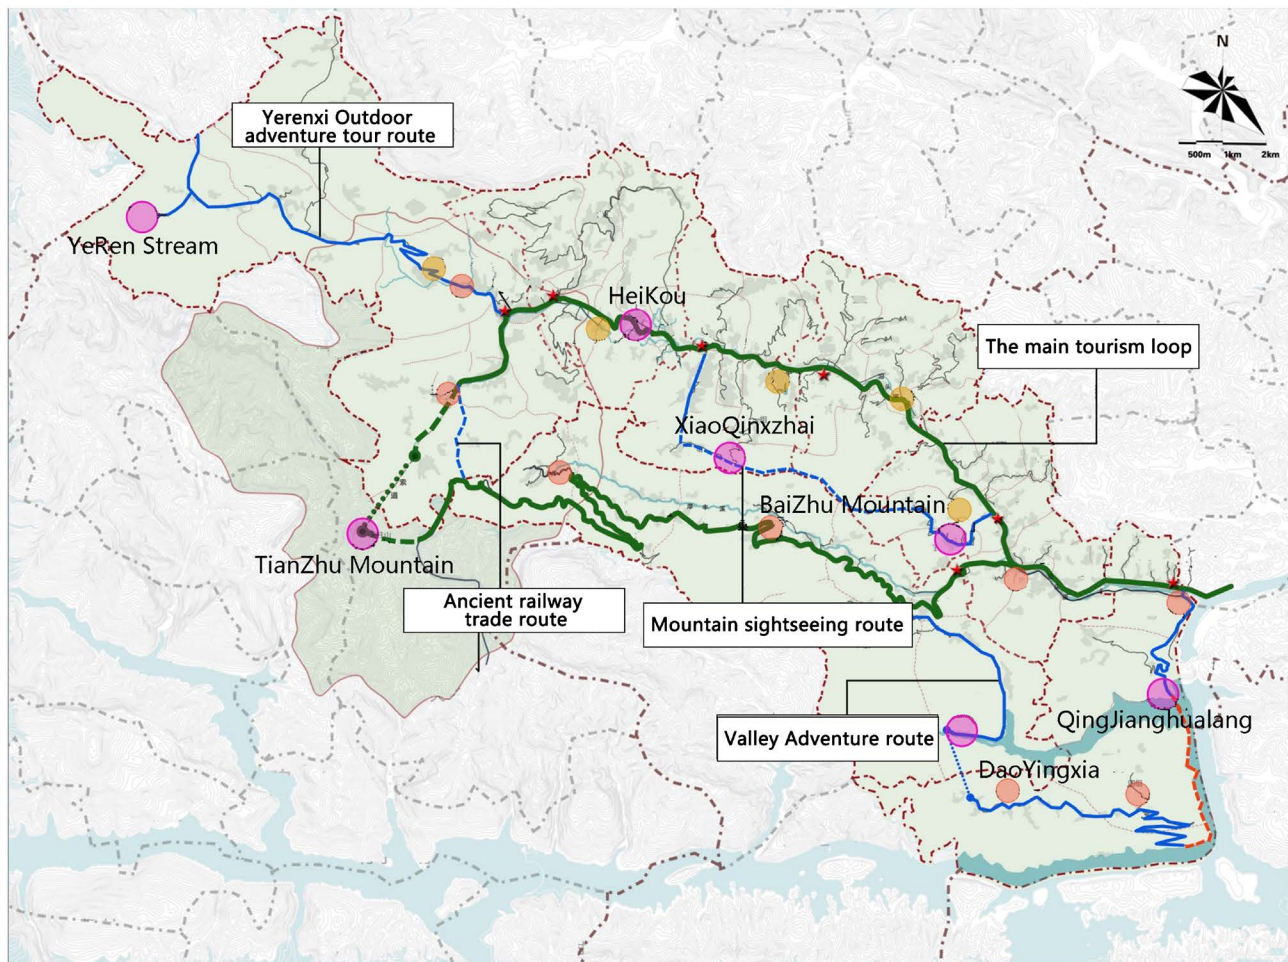 N
500m 1km 2km
Yerenxi Outdoor
adventure tour route
YeRen Stream
HeiKou
The main tourism loop
XiaoQinxzhai
BaiZhu Mountain
TianZhu Mountain
Ancient railway
trade route
Mountain sightseeing route
QingJianghualang
Valley Adventure route
DaoYingxia